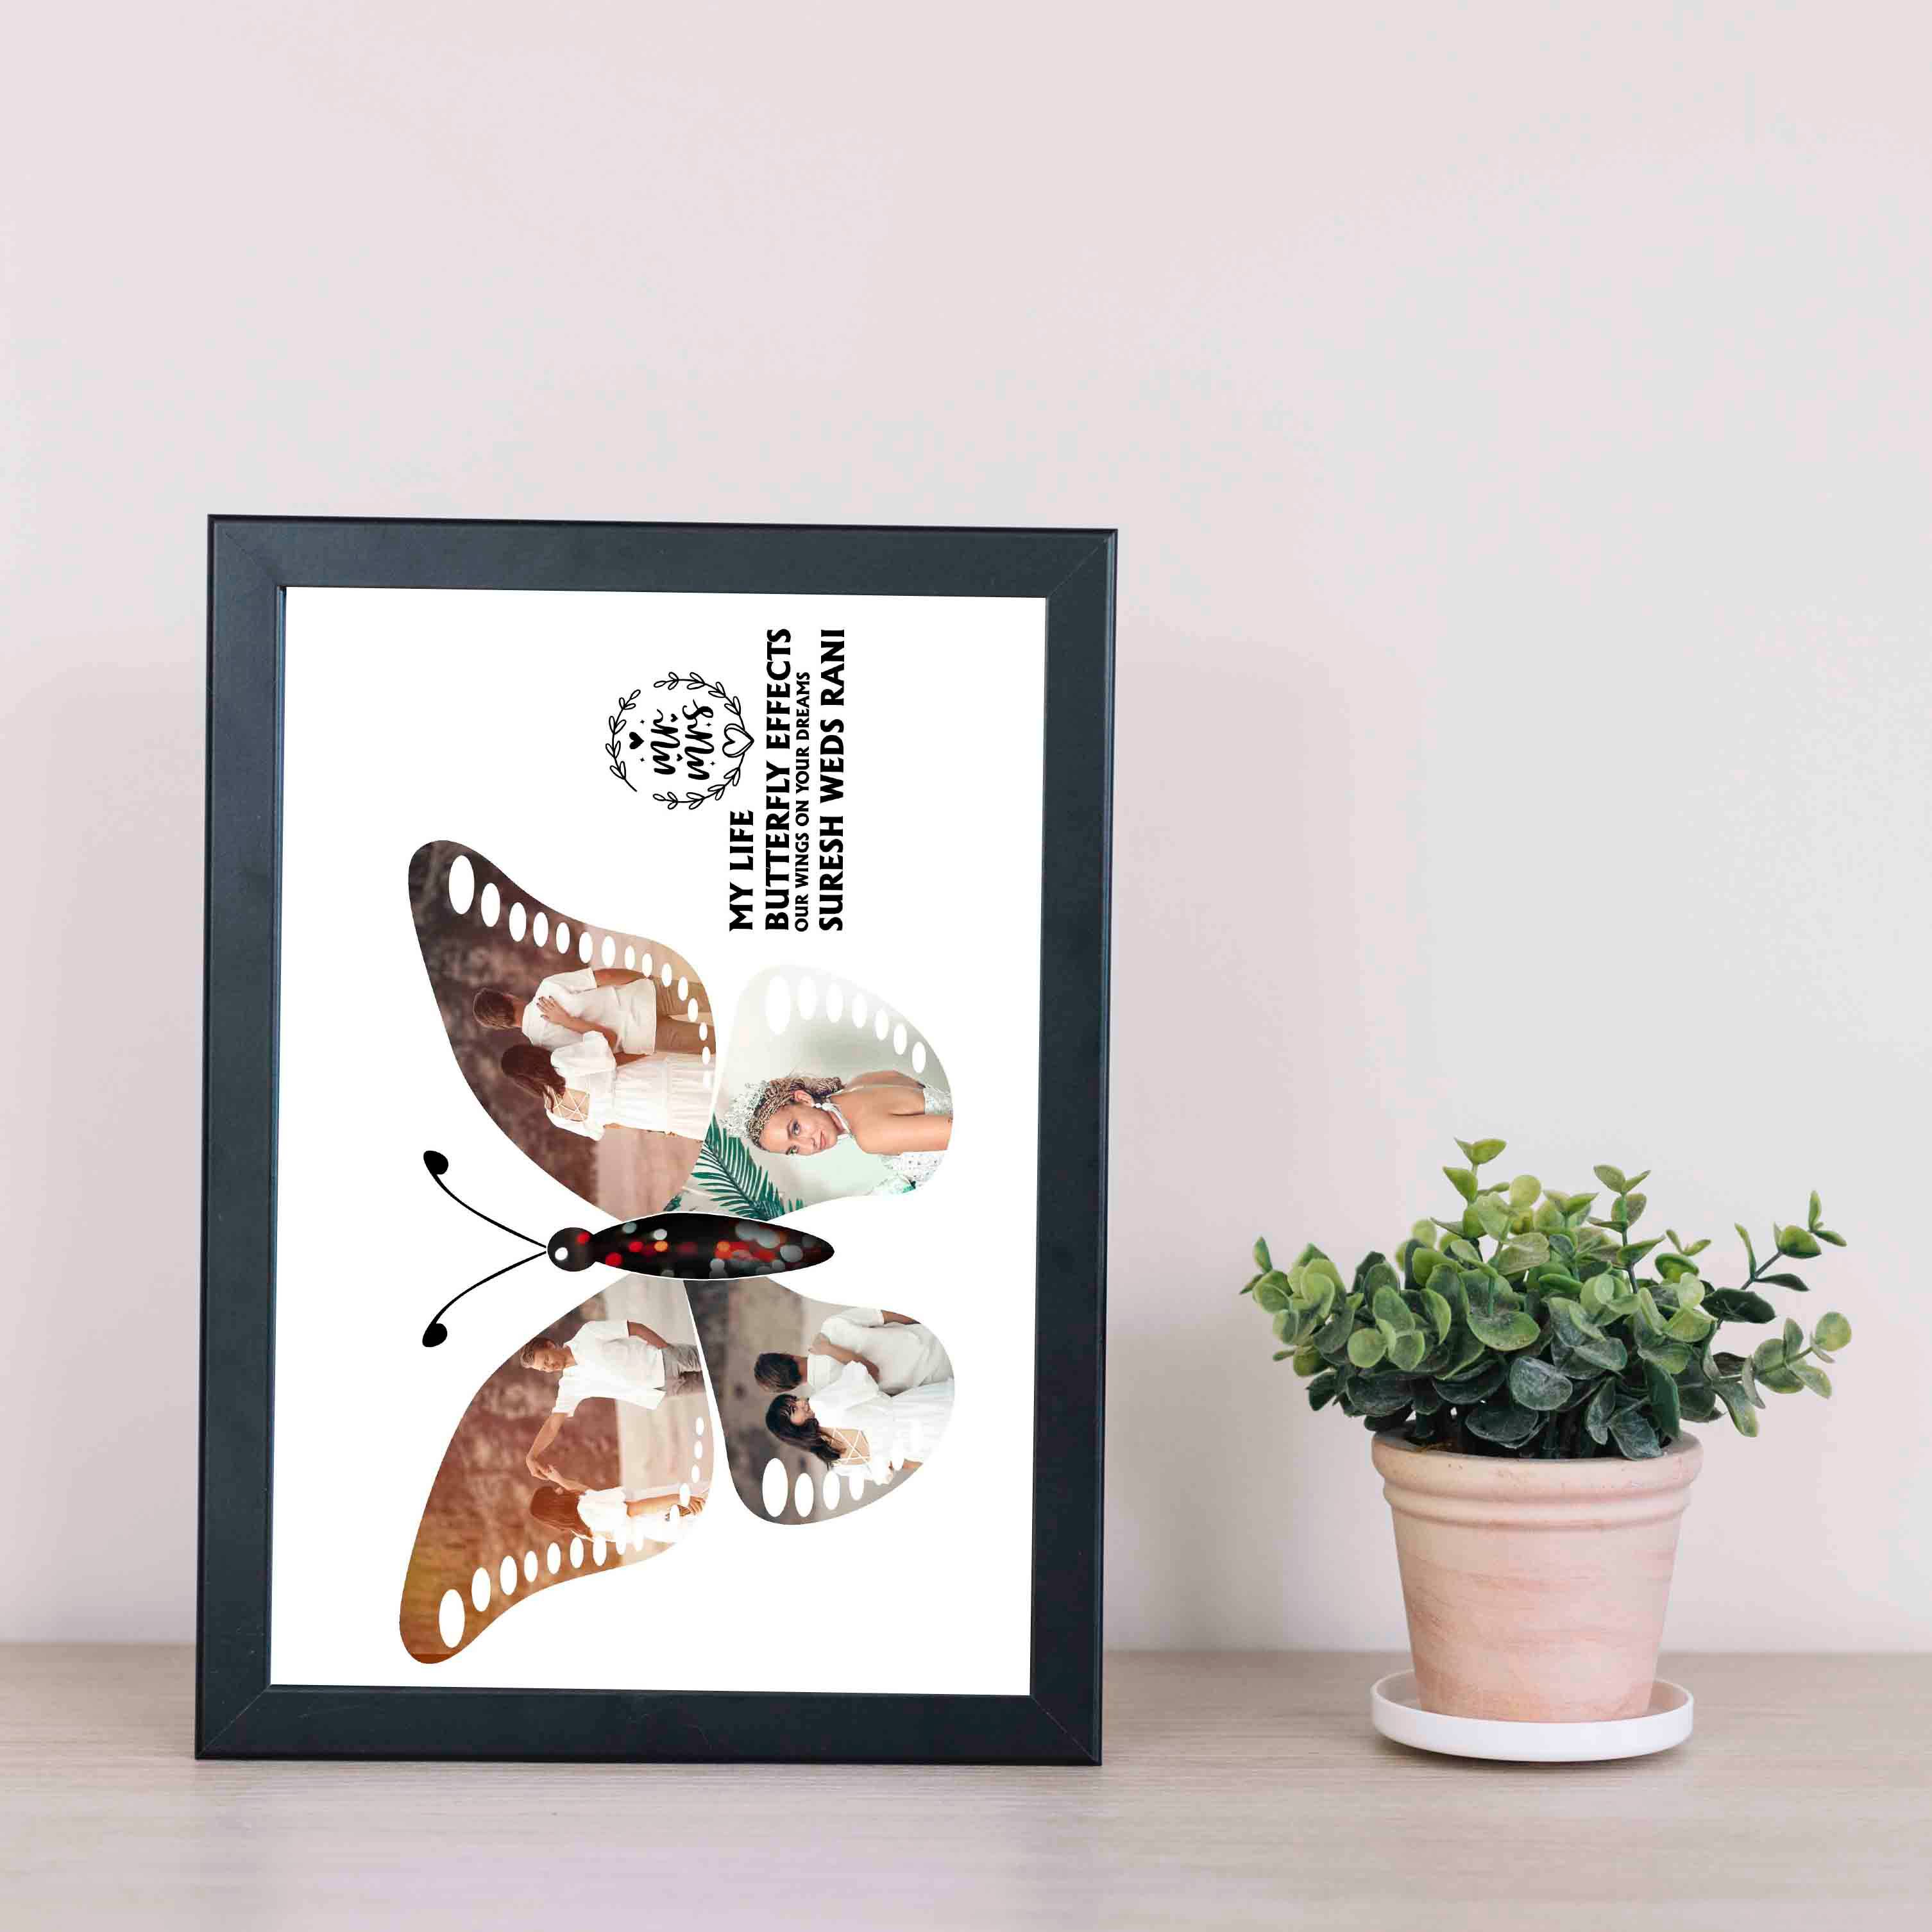 mr
mrs
MY LIFE
BUTTERFLY EFFECTS
OUR WINGS ON YOUR DREAMS
SURESH WEDS RANI